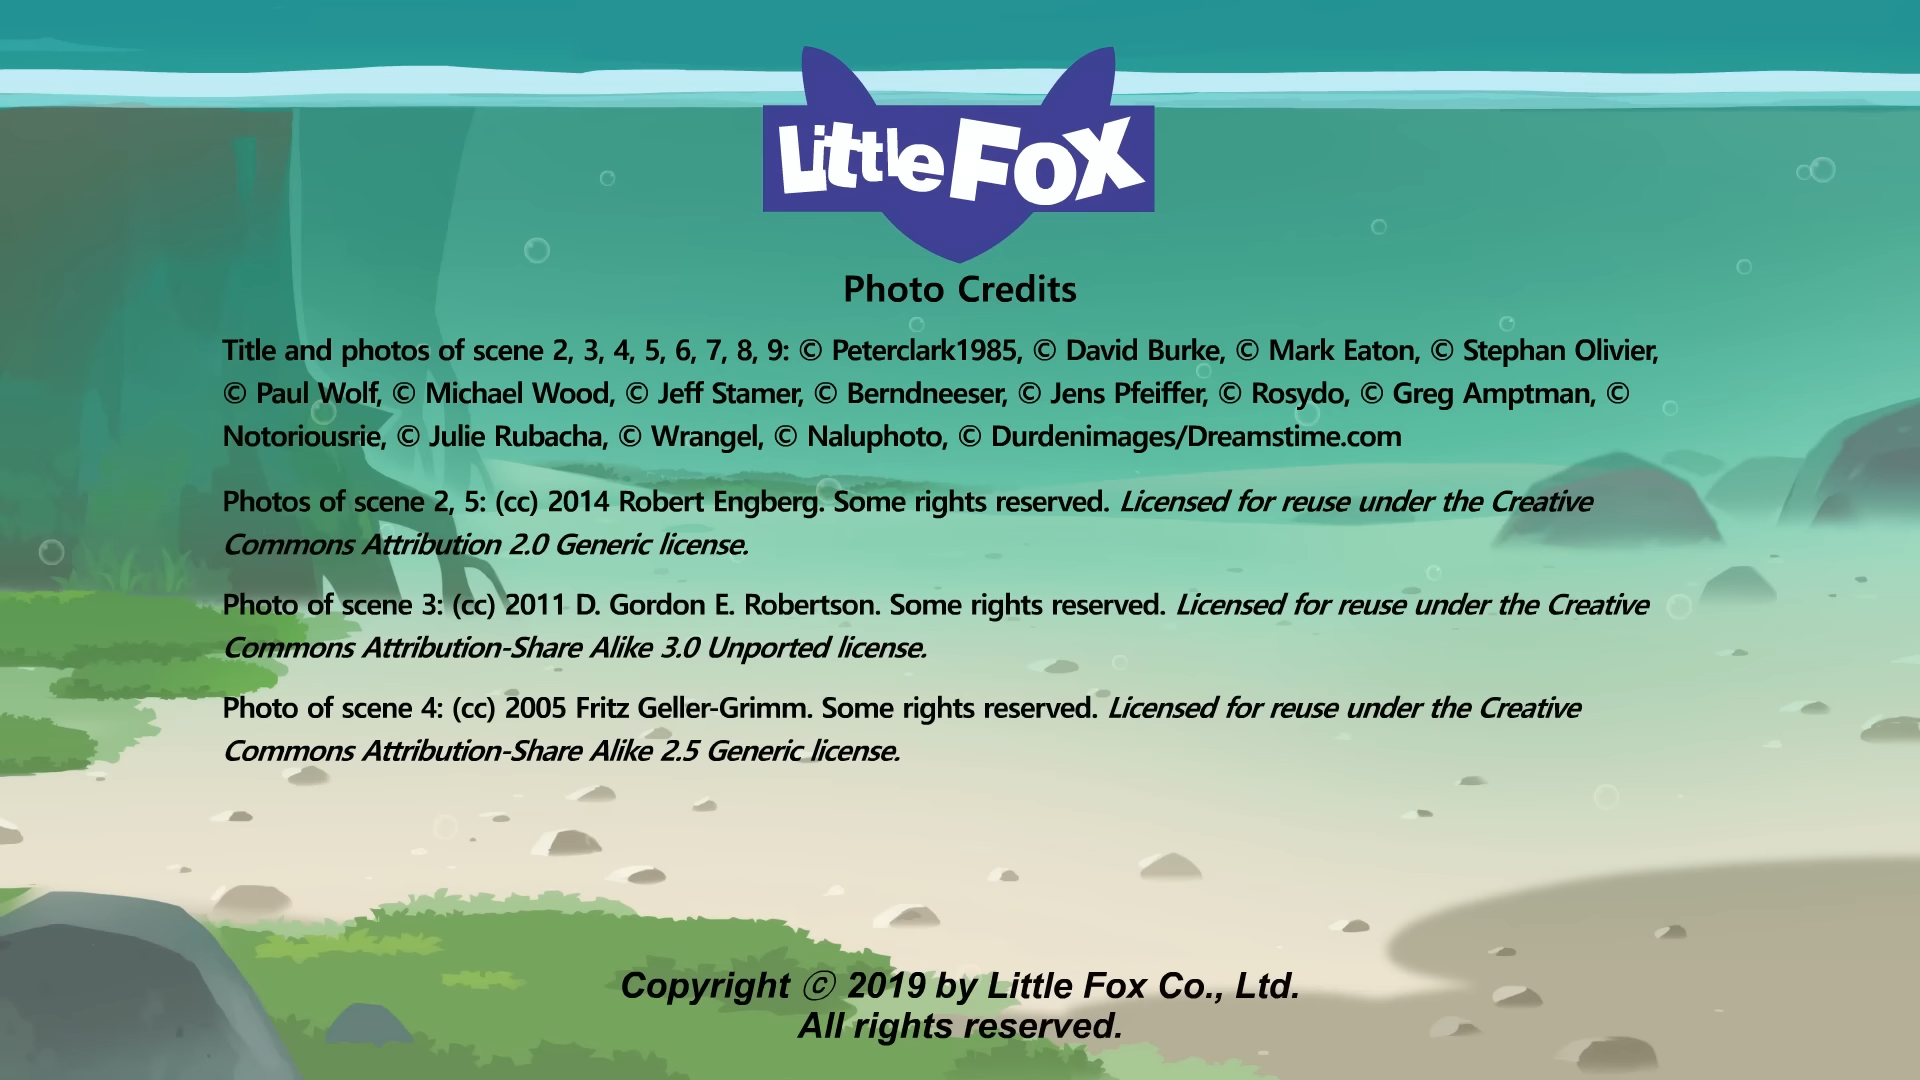 Little Fox
Photo Credits
Title and photos of scene 2, 3, 4, 5, 6, 7, 8, 9: © Peterclark1985, © David Burke, © Mark Eaton, © Stephan Olivier,
© Paul Wolf, © Michael Wood, © Jeff Stamer, © Berndneeser, © Jens Pfeiffer, © Rosydo, © Greg Amptman, ©
Notoriousrie, © Julie Rubacha, © Wrangel, © Naluphoto, © Durdenimages/Dreamstime.com
Photos of scene 2, 5: (cc) 2014 Robert Engberg. Some rights reserved. Licensed for reuse under the Creative
Commons Attribution 2.0 Generic license.
Photo of scene 3: (cc) 2011 D. Gordon E. Robertson. Some rights reserved. Licensed for reuse under the Creative
Commons Attribution-Share Alike 3.0 Unported license.
Photo of scene 4: (cc) 2005 Fritz Geller-Grimm. Some rights reserved. Licensed for reuse under the Creative
Commons Attribution-Share Alike 2.5 Generic license.
Copyright ⓒ 2019 by Little Fox Co., Ltd.
All rights reserved.